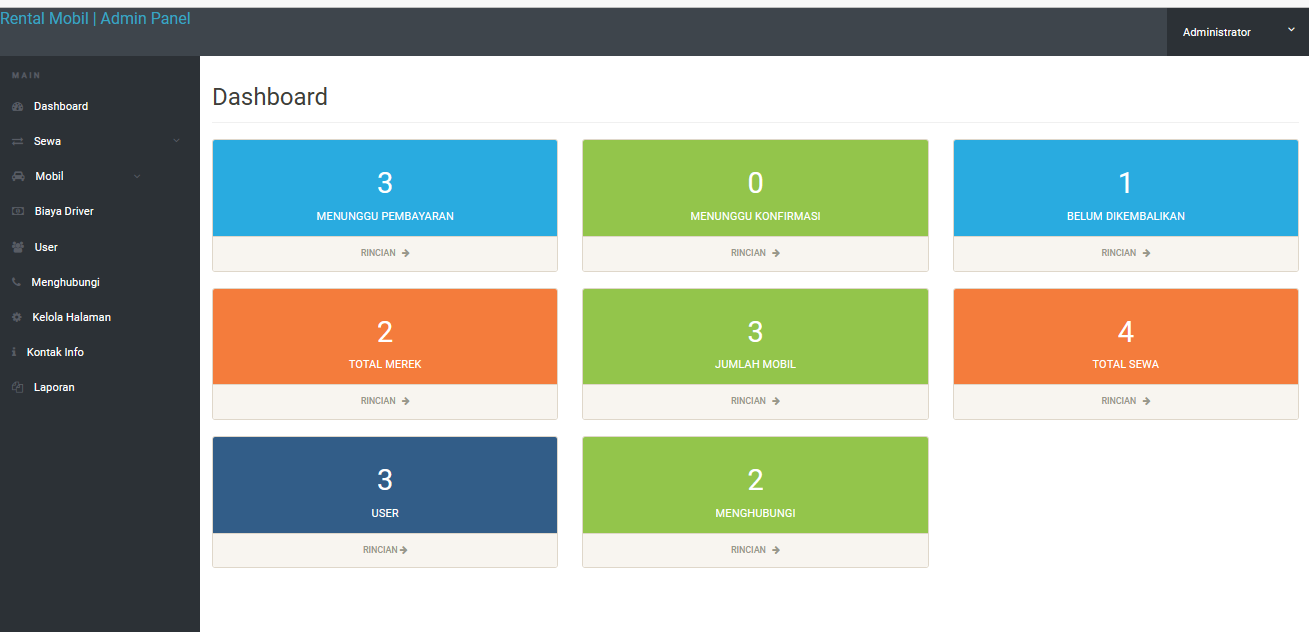 Rental Mobil | Admin Panel
Administrator
MAIN
Dashboard
Sewa
Mobil
Biaya Driver
User
Menghubungi
Kelola Halaman
Kontak Info
Laporan
Dashboard
3
MENUNGGU PEMBAYARAN
RINCIAN
0
MENUNGGU KONFIRMASI
RINCIAN
1
BELUM DIKEMBALIKAN
RINCIAN
2
TOTAL MEREK
RINCIAN
3
JUMLAH MOBIL
RINCIAN
4
TOTAL SEWA
RINCIAN
3
USER
RINCIAN
2
MENGHUBUNGI
RINCIAN